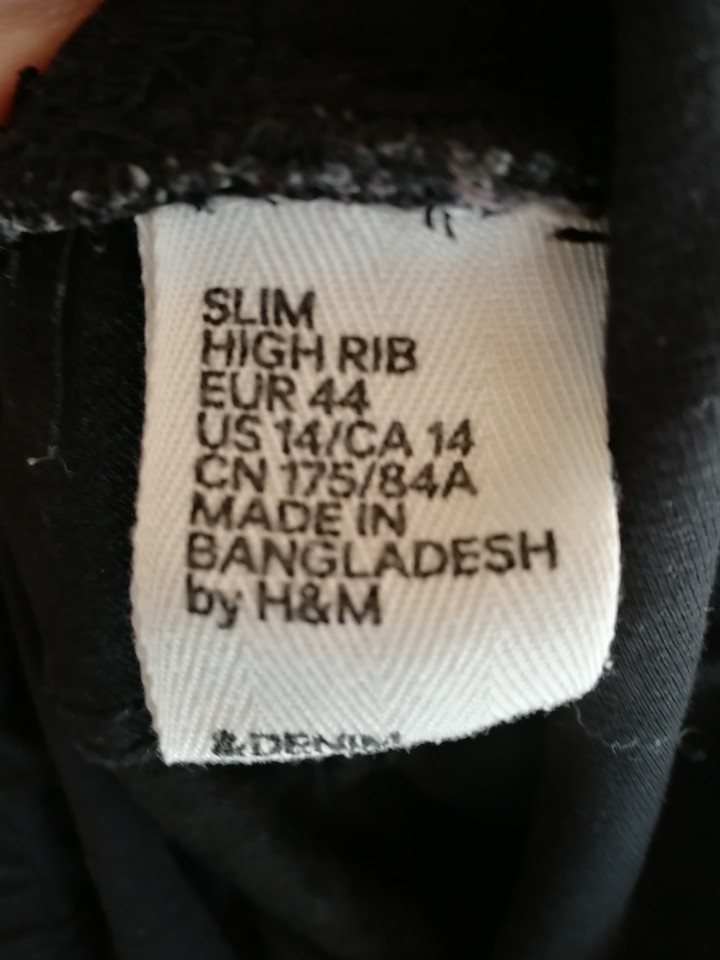 SLIM
HIGH RIB
EUR 44
US 14/CA 14
CN 175/84A
MADE IN
BANGLADESH
by H&M
&DENIM